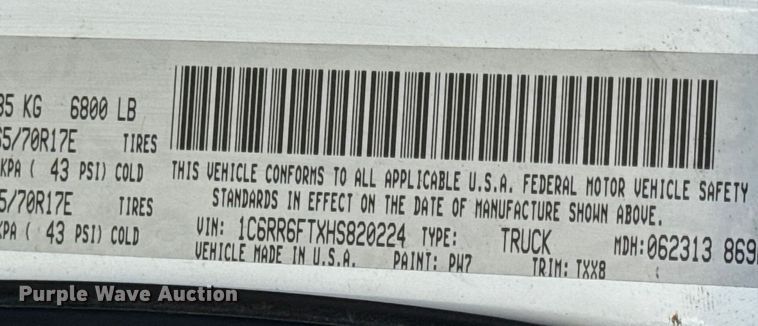 85 KG 6800 LB
65/70R17E TIRES
KPA ( 43 PSI) COLD
5/70R17E TIRES
KPA ( 43 PSI) COLD
THIS VEHICLE CONFORMS TO ALL APPLICABLE U.S.A. FEDERAL MOTOR VEHICLE SAFETY
STANDARDS IN EFFECT ON THE DATE OF MANUFACTURE SHOWN ABOVE.
VIN: 1C6RR6FTXHS820224 TYPE: TRUCK MDH:062313 869
VEHICLE MADE IN U.S.A. PAINT: PW7 TRIM: TXX8
Purple Wave Auction